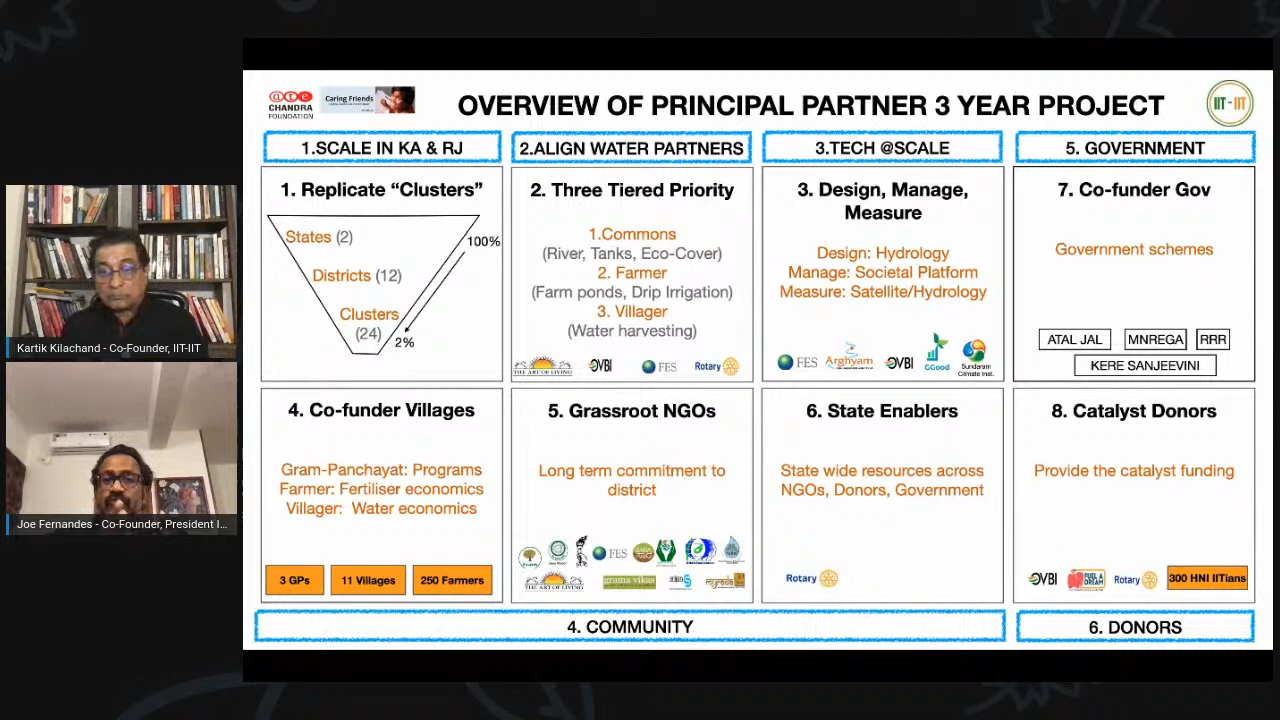 ate
CHANDRA
FOUNDATION
Caring Friends
OVERVIEW OF PRINCIPAL PARTNER 3 YEAR PROJECT
IIT - IIT
1.SCALE IN KA & RJ
2.ALIGN WATER PARTNERS
3.TECH @SCALE
5. GOVERNMENT
1. Replicate “Clusters”
States (2)
100%
Districts (12)
Clusters
(24)
2%
2. Three Tiered Priority
1.Commons
(River, Tanks, Eco-Cover)
2. Farmer
(Farm ponds, Drip Irrigation)
3. Villager
(Water harvesting)
THE ART OF LIVING
OVBI
FES
Rotary
3. Design, Manage,
Measure
Design: Hydrology
Manage: Societal Platform
Measure: Satellite/Hydrology
FES
Arghyam
OVBI
GGood
Sundaram
Climate Inst.
7. Co-funder Gov
Government schemes
ATAL JAL
MNREGA
RRR
KERE SANJEEVINI
4. Co-funder Villages
Gram-Panchayat: Programs
Farmer: Fertiliser economics
Villager: Water economics
3 GPs
11 Villages
250 Farmers
5. Grassroot NGOs
Long term commitment to
district
FES
THE ART OF LIVING
grama vikas
myrada
6. State Enablers
State wide resources across
NGOs, Donors, Government
Rotary
8. Catalyst Donors
Provide the catalyst funding
OVBI
FUEL A
DREAM
Rotary
300 HNI IITians
4. COMMUNITY
6. DONORS
Kartik Kilachand - Co-Founder, IIT-IIT
Joe Fernandes - Co-Founder, President I...